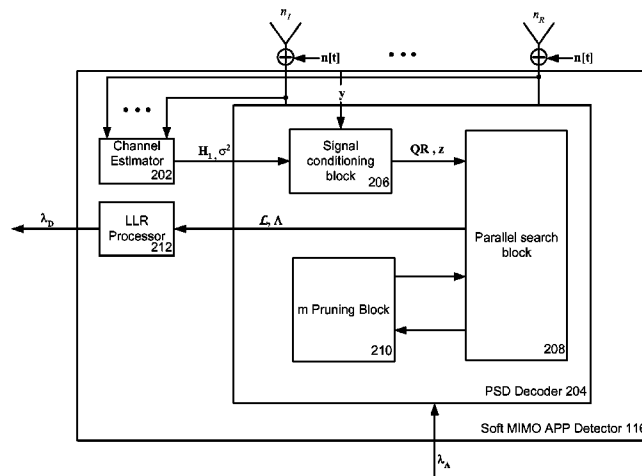 n_I
n_R
n[t]
n[t]
y
Channel
Estimator
202
H₁, σ²
Signal
conditioning
block
206
QR , z
λ_D
LLR
Processor
212
ℒ, Λ
Parallel search
block
208
m Pruning Block
210
PSD Decoder 204
Soft MIMO APP Detector 116
λ_A